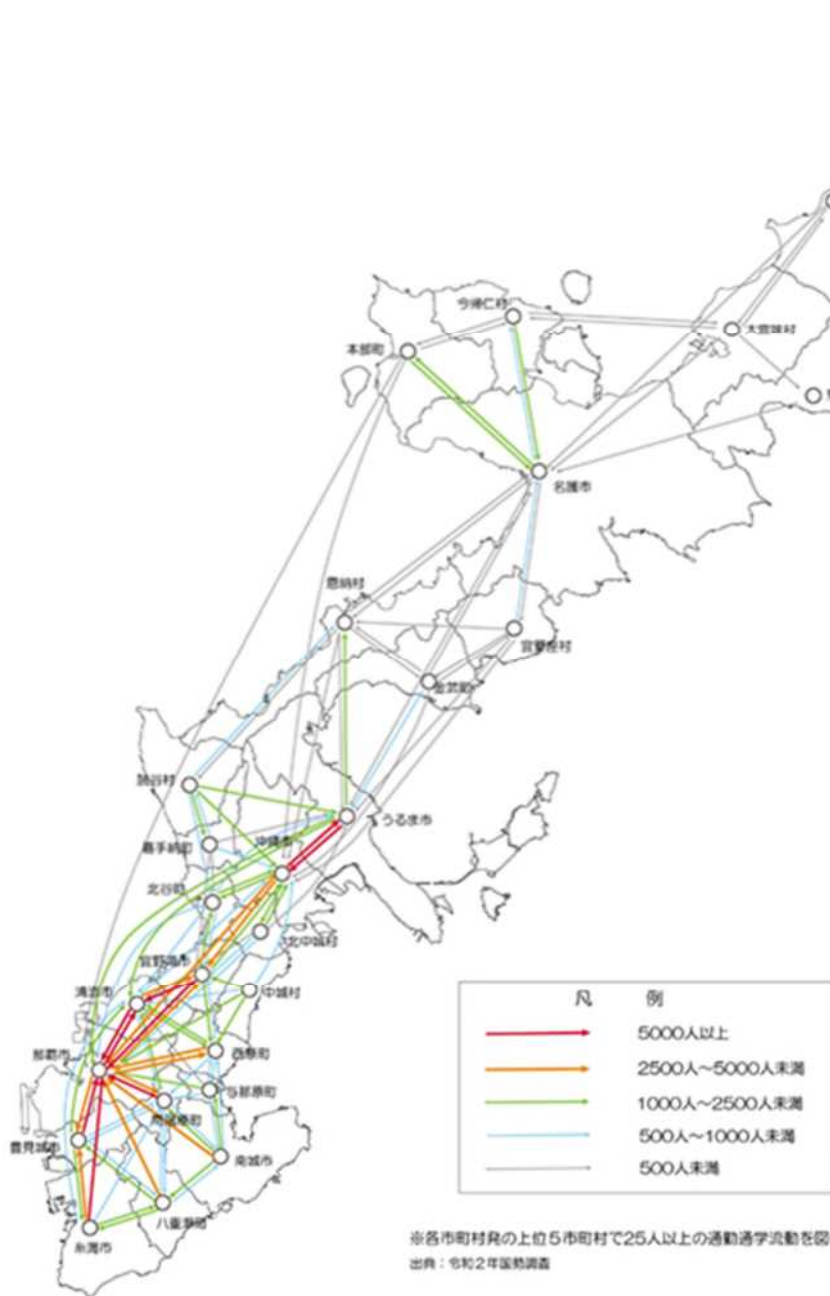 今帰仁村
大宜味村
本部町
名護市
恩納村
宜野座村
金武町
読谷村
うるま市
沖縄市
嘉手納町
北谷町
北中城村
宜野湾市
浦添市
中城村
那覇市
西原町
与那原町
南風原町
豊見城市
南城市
八重瀬町
糸満市
凡 例
5000人以上
2500人～5000人未満
1000人～2500人未満
500人～1000人未満
500人未満
※各市町村発の上位5市町村で25人以上の通勤通学流動を図
出典：令和2年国勢調査